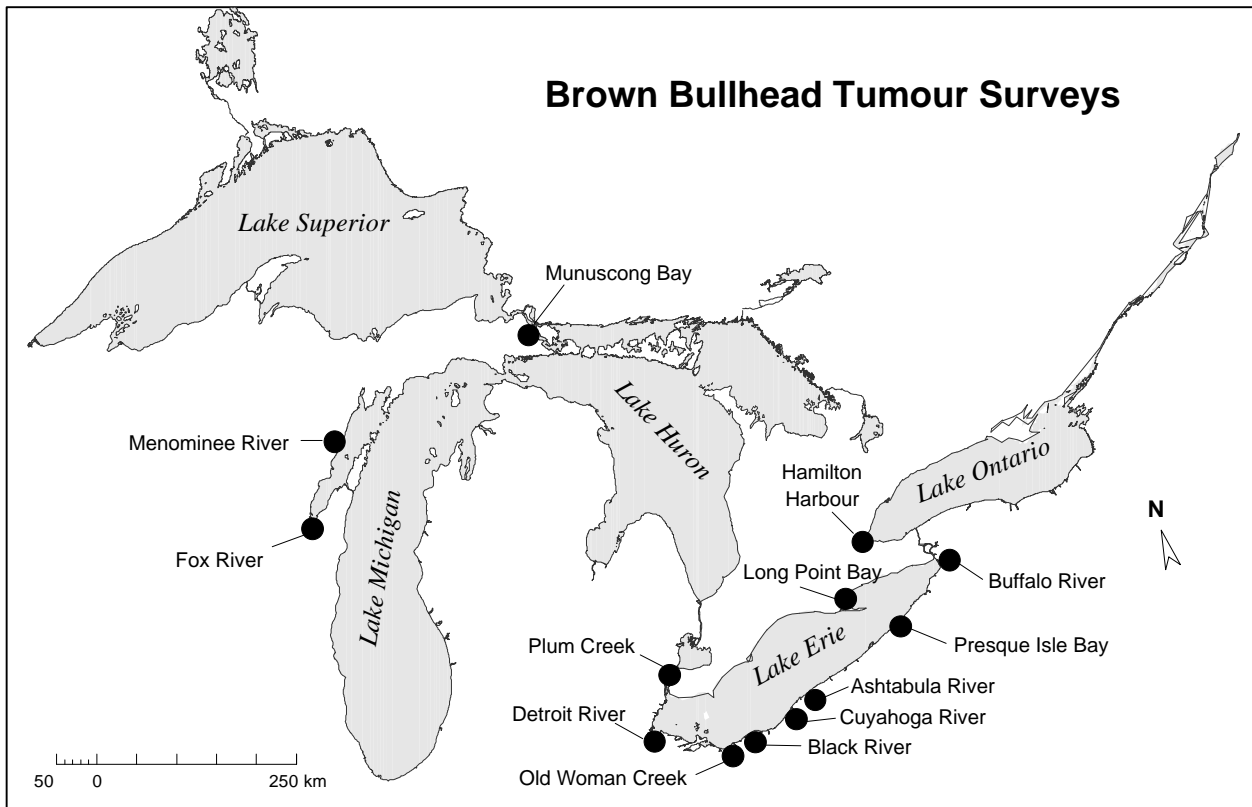 Brown Bullhead Tumour Surveys
Lake Superior
Munuscong Bay
Menominee River
Lake Huron
Hamilton
Harbour
Lake Ontario
N
Fox River
Lake Michigan
Long Point Bay
Buffalo River
Plum Creek
Lake Erie
Presque Isle Bay
Ashtabula River
Detroit River
Cuyahoga River
Black River
Old Woman Creek
50 0 250 km